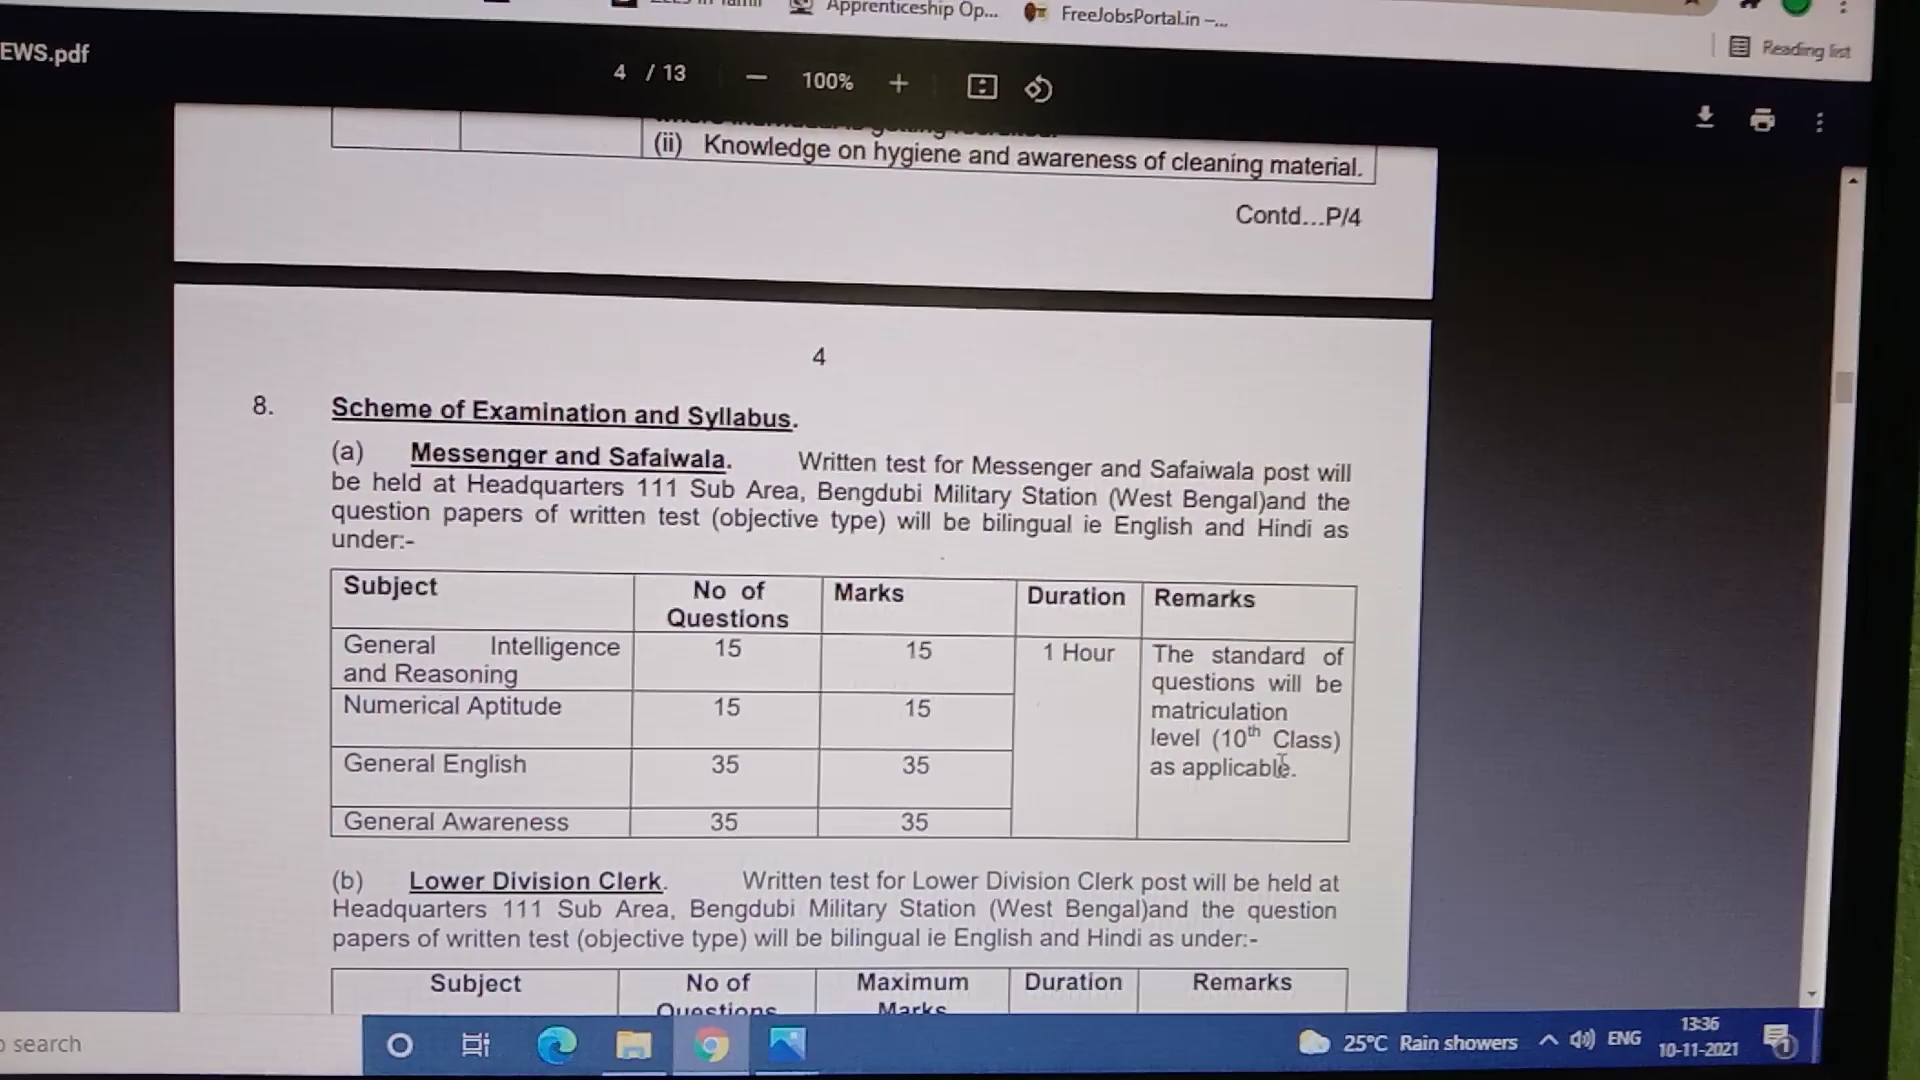 Apprenticeship Op...
FreeJobsPortal.in –...
Reading list
EWS.pdf
4 / 13
100%
(ii) Knowledge on hygiene and awareness of cleaning material.
Contd...P/4
4
8. Scheme of Examination and Syllabus.
(a) Messenger and Safaiwala. Written test for Messenger and Safaiwala post will
be held at Headquarters 111 Sub Area, Bengdubi Military Station (West Bengal)and the
question papers of written test (objective type) will be bilingual ie English and Hindi as
under:-
Subject
No of
Questions
Marks
Duration
Remarks
General Intelligence
and Reasoning
15
15
1 Hour
The standard of
questions will be
matriculation
level (10th Class)
as applicable.
Numerical Aptitude
15
15
General English
35
35
General Awareness
35
35
(b) Lower Division Clerk. Written test for Lower Division Clerk post will be held at
Headquarters 111 Sub Area, Bengdubi Military Station (West Bengal)and the question
papers of written test (objective type) will be bilingual ie English and Hindi as under:-
Subject
No of
Questions
Maximum
Marks
Duration
Remarks
search
25°C Rain showers
ENG
13:36
10-11-2021
1